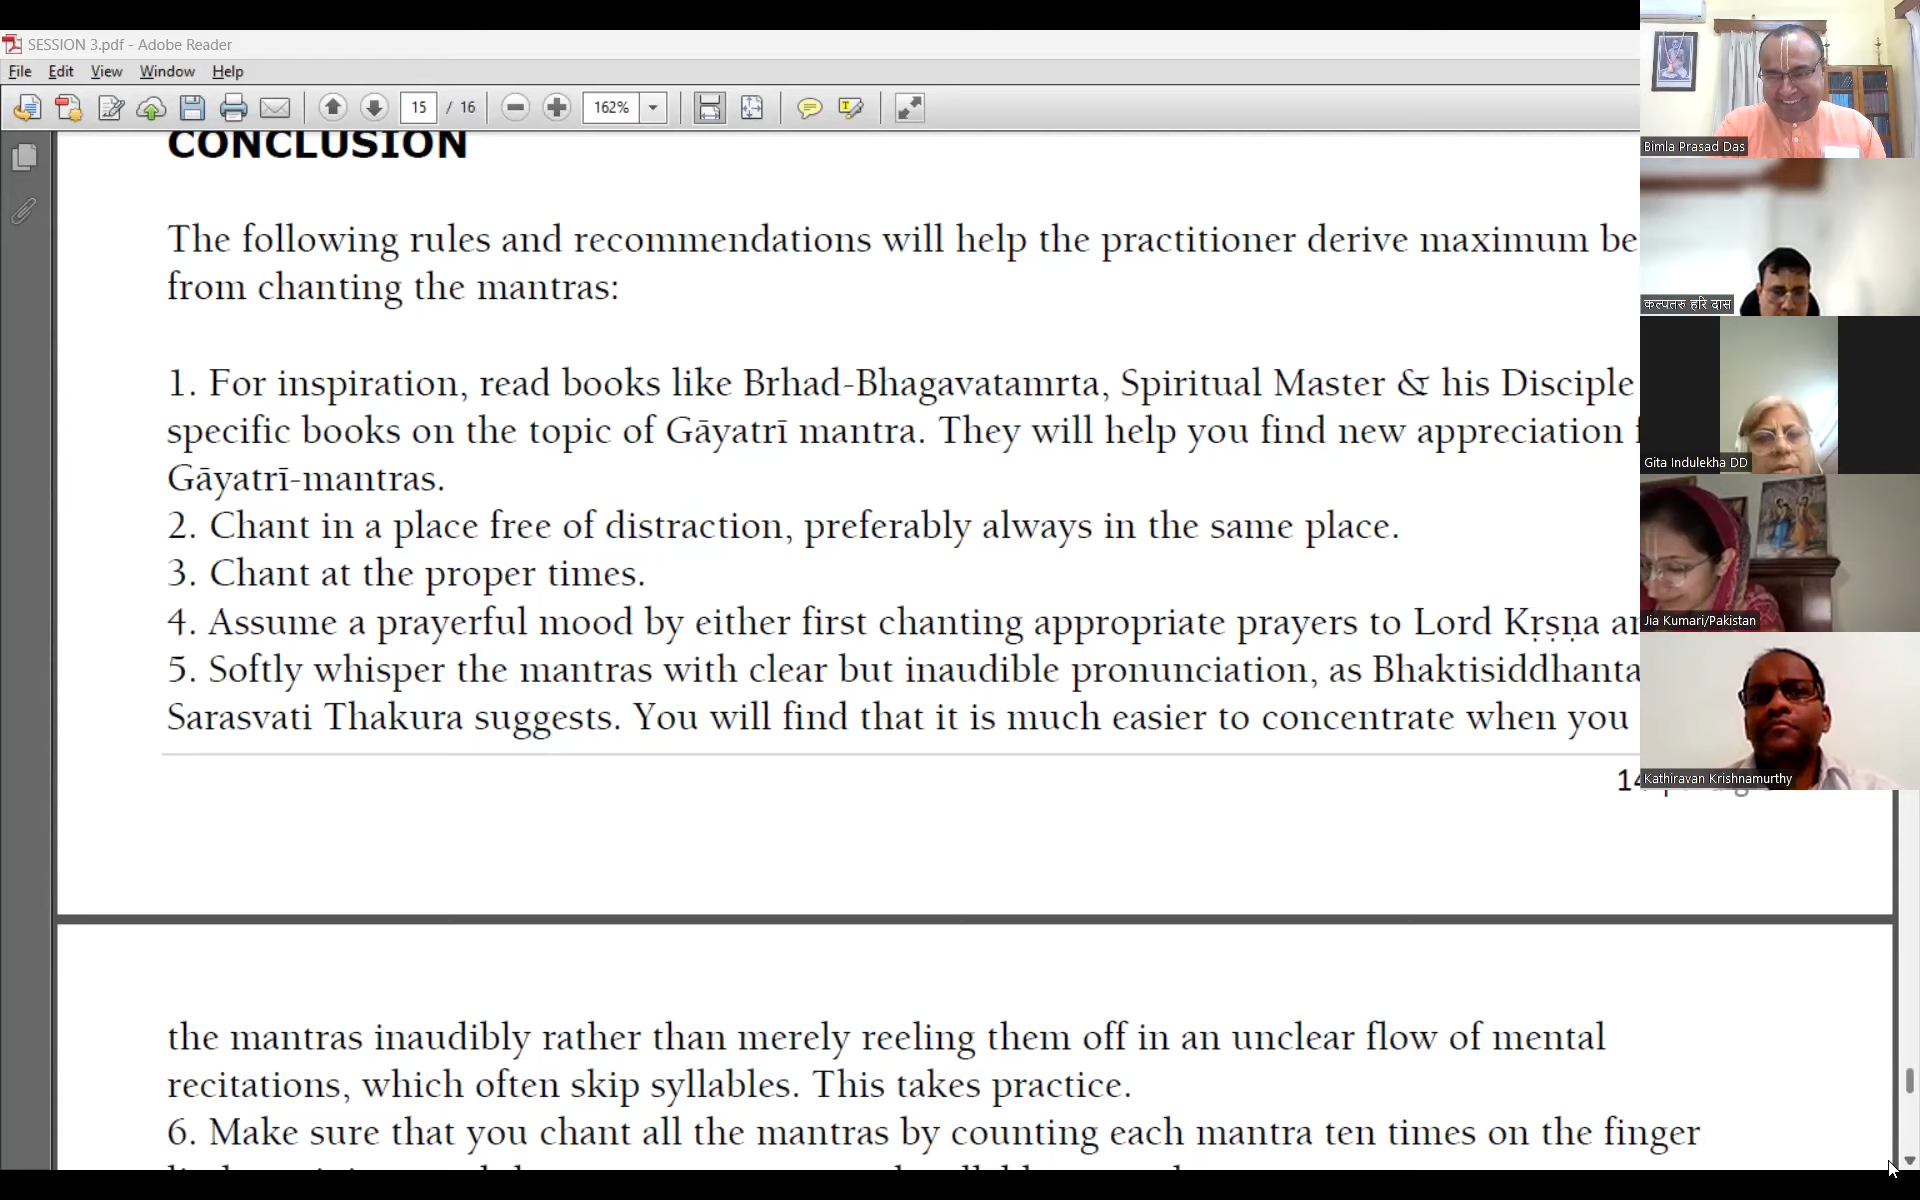 SESSION 3.pdf - Adobe Reader
File Edit View Window Help
15 / 16 162%
CONCLUSION
The following rules and recommendations will help the practitioner derive maximum be
from chanting the mantras:
1. For inspiration, read books like Brhad-Bhagavatamrta, Spiritual Master & his Disciple
specific books on the topic of Gāyatrī mantra. They will help you find new appreciation f
Gāyatrī-mantras.
2. Chant in a place free of distraction, preferably always in the same place.
3. Chant at the proper times.
4. Assume a prayerful mood by either first chanting appropriate prayers to Lord Kṛṣṇa ar
5. Softly whisper the mantras with clear but inaudible pronunciation, as Bhaktisiddhanta
Sarasvati Thakura suggests. You will find that it is much easier to concentrate when you
14
the mantras inaudibly rather than merely reeling them off in an unclear flow of mental
recitations, which often skip syllables. This takes practice.
6. Make sure that you chant all the mantras by counting each mantra ten times on the finger
Bimla Prasad Das
कल्पतरु हरि दास
Gita Indulekha DD
Jia Kumari/Pakistan
Kathiravan Krishnamurthy